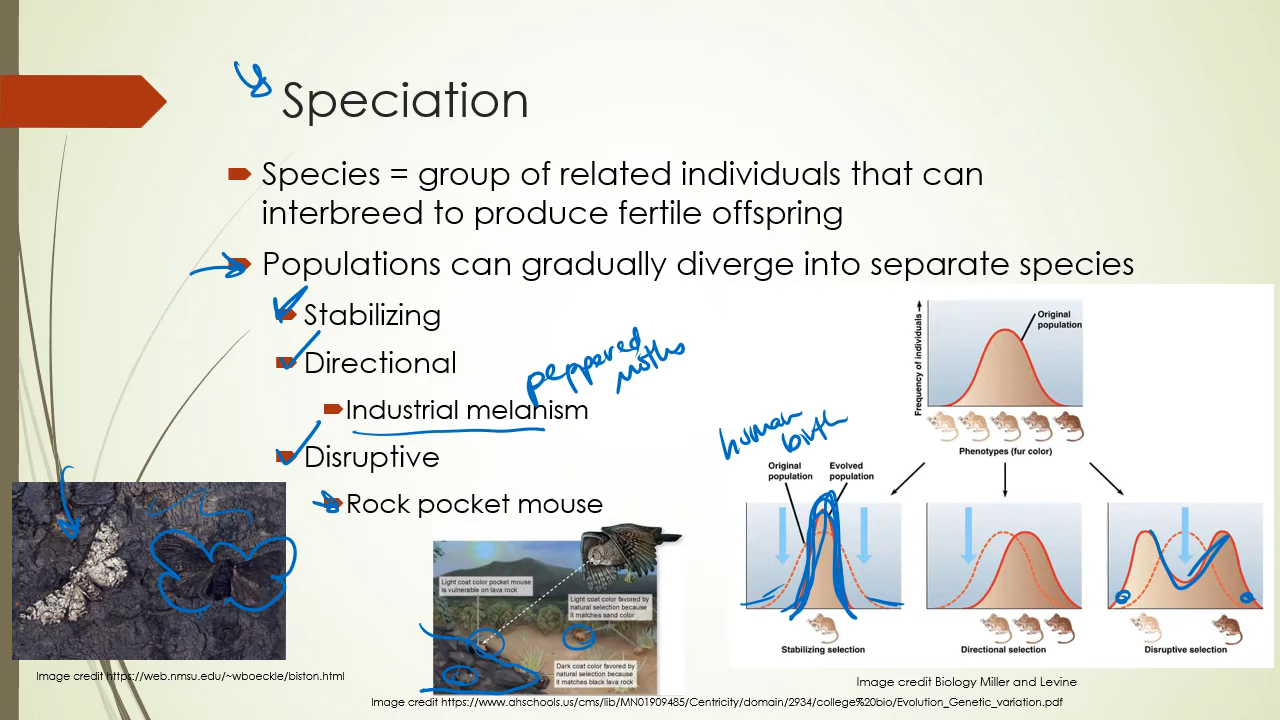 Speciation
Species = group of related individuals that can
interbreed to produce fertile offspring
Populations can gradually diverge into separate species
Stabilizing
Directional
peppered
moths
Industrial melanism
Disruptive
Rock pocket mouse
Light coat color pocket mouse
is vulnerable on lava rock
Light coat color favored by
natural selection because
it matches sand color
Dark coat color favored by
natural selection because
it matches black lava rock
Frequency of individuals
Original
population
Phenotypes (fur color)
human
birth
Original
population
Evolved
population
Stabilizing selection
Directional selection
Disruptive selection
Image credit https://web.nmsu.edu/~wboeckle/biston.html
Image credit Biology Miller and Levine
Image credit https://www.ahschools.us/cms/lib/MN01909485/Centricity/domain/2934/college%20bio/Evolution_Genetic_variation.pdf